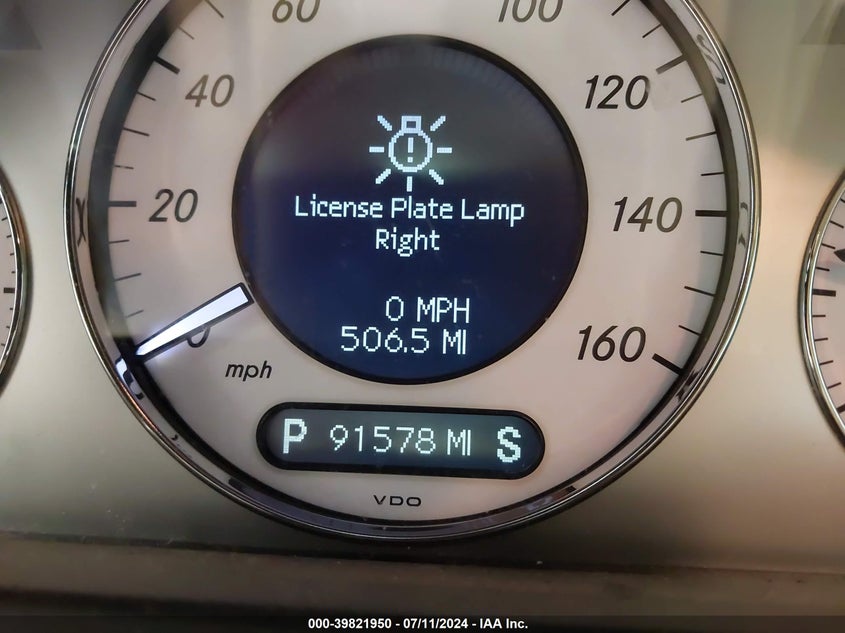 60
100
40
120
License Plate Lamp
Right
20
140
0 MPH
506.5 MI
0
160
mph
P 91578 MI S
VDO
000-39821950 - 07/11/2024 - IAA Inc.